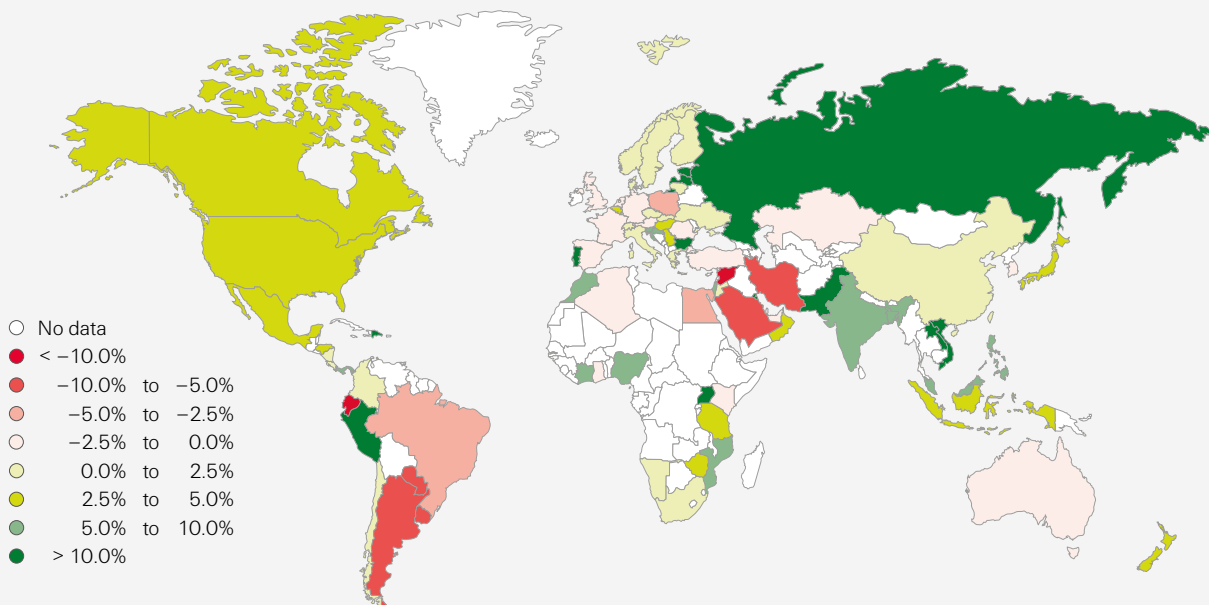 No data
< −10.0%
−10.0% to −5.0%
−5.0% to −2.5%
−2.5% to 0.0%
0.0% to 2.5%
2.5% to 5.0%
5.0% to 10.0%
> 10.0%